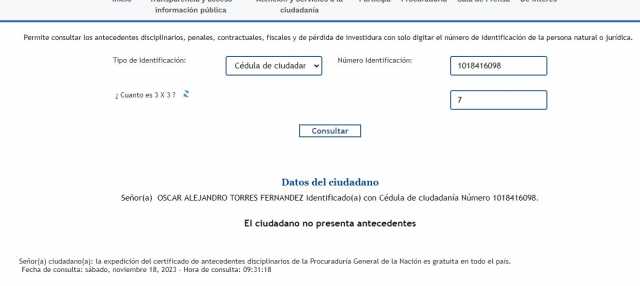 Inicio Transparencia y acceso Atención y servicios a la Participa Procuraduría Sala de Prensa De interés
información pública ciudadanía
Permite consultar los antecedentes disciplinarios, penales, contractuales, fiscales y de pérdida de investidura con solo digitar el número de identificación de la persona natural o jurídica.
Tipo de Identificación: Cédula de ciudadar Número Identificación: 1018416098
¿ Cuanto es 3 X 3 ? 7
Consultar
Datos del ciudadano
Señor(a) OSCAR ALEJANDRO TORRES FERNANDEZ identificado(a) con Cédula de ciudadanía Número 1018416098.
El ciudadano no presenta antecedentes
Señor(a) ciudadano(a): la expedición del certificado de antecedentes disciplinarios de la Procuraduría General de la Nación es gratuita en todo el país.
Fecha de consulta: sábado, noviembre 18, 2023 - Hora de consulta: 09:31:18